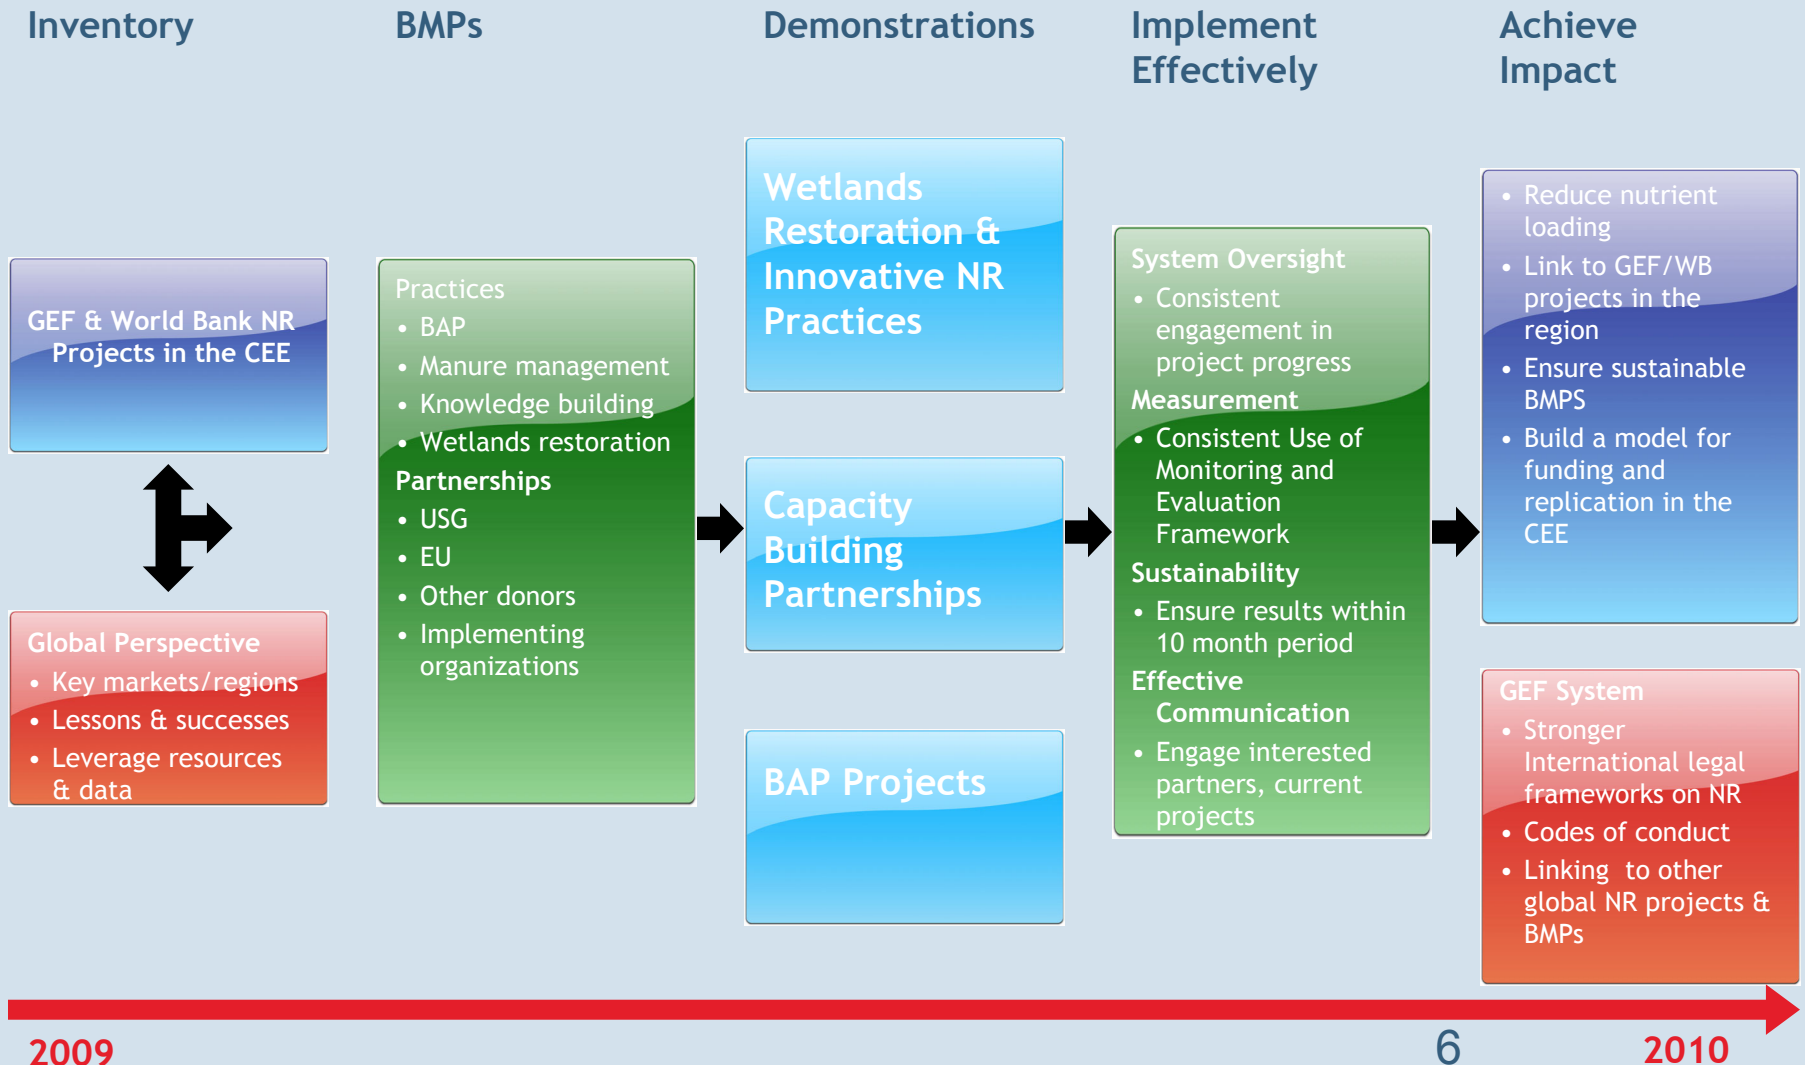 Inventory
BMPs
Demonstrations
Implement
Effectively
Achieve
Impact
GEF & World Bank NR
Projects in the CEE
Global Perspective
• Key markets/regions
• Lessons & successes
• Leverage resources
& data
Practices
• BAP
• Manure management
• Knowledge building
• Wetlands restoration
Partnerships
• USG
• EU
• Other donors
• Implementing
organizations
Wetlands
Restoration &
Innovative NR
Practices
Capacity
Building
Partnerships
BAP Projects
System Oversight
• Consistent
engagement in
project progress
Measurement
• Consistent Use of
Monitoring and
Evaluation
Framework
Sustainability
• Ensure results within
10 month period
Effective
Communication
• Engage interested
partners, current
projects
• Reduce nutrient
loading
• Link to GEF/WB
projects in the
region
• Ensure sustainable
BMPS
• Build a model for
funding and
replication in the
CEE
GEF System
• Stronger
International legal
frameworks on NR
• Codes of conduct
• Linking to other
global NR projects &
BMPs
2009
6
2010